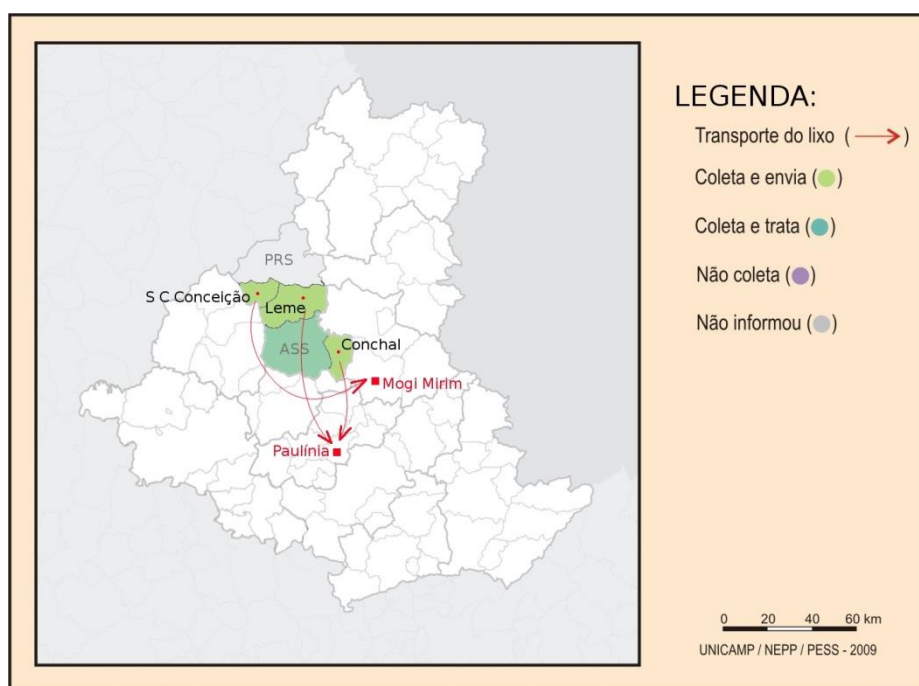 LEGENDA:
Transporte do lixo ( )
Coleta e envia ( )
Coleta e trata ( )
Não coleta ( )
Não informou ( )
PRS
S C Conceição
Leme
ASS
Conchal
Mogi Mirim
Paulínia
0 20 40 60 km
UNICAMP / NEPP / PESS - 2009